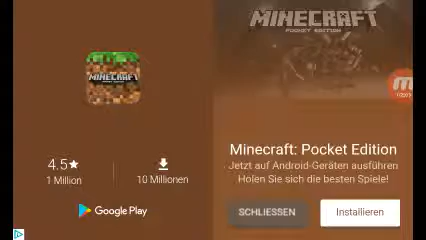 MINECRAFT
POCKET EDITION
MINECRAFT
4.5★
1 Million
10 Millionen
Google Play
Minecraft: Pocket Edition
Jetzt auf Android-Geräten ausführen
Holen Sie sich die besten Spiele!
SCHLIESSEN
Installieren